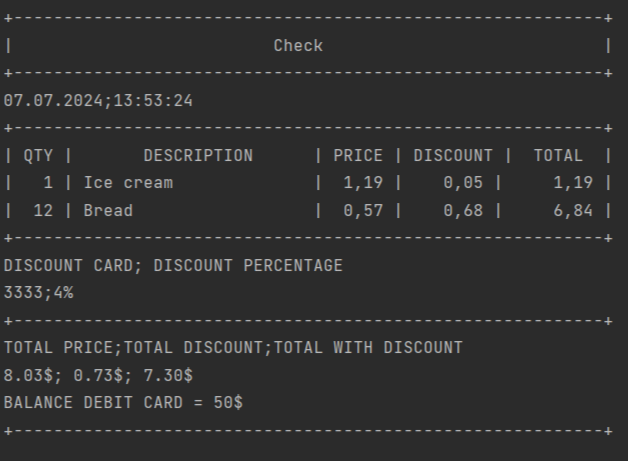 +-----------------------------------------------------------+
|                          Check                            |
+-----------------------------------------------------------+
07.07.2024;13:53:24
+-----------------------------------------------------------+
| QTY |       DESCRIPTION      | PRICE | DISCOUNT |  TOTAL  |
|   1 | Ice cream              |  1,19 |    0,05 |     1,19 |
|  12 | Bread                  |  0,57 |    0,68 |     6,84 |
+-----------------------------------------------------------+
DISCOUNT CARD; DISCOUNT PERCENTAGE
3333;4%
+-----------------------------------------------------------+
TOTAL PRICE;TOTAL DISCOUNT;TOTAL WITH DISCOUNT
8.03$; 0.73$; 7.30$
BALANCE DEBIT CARD = 50$
+-----------------------------------------------------------+